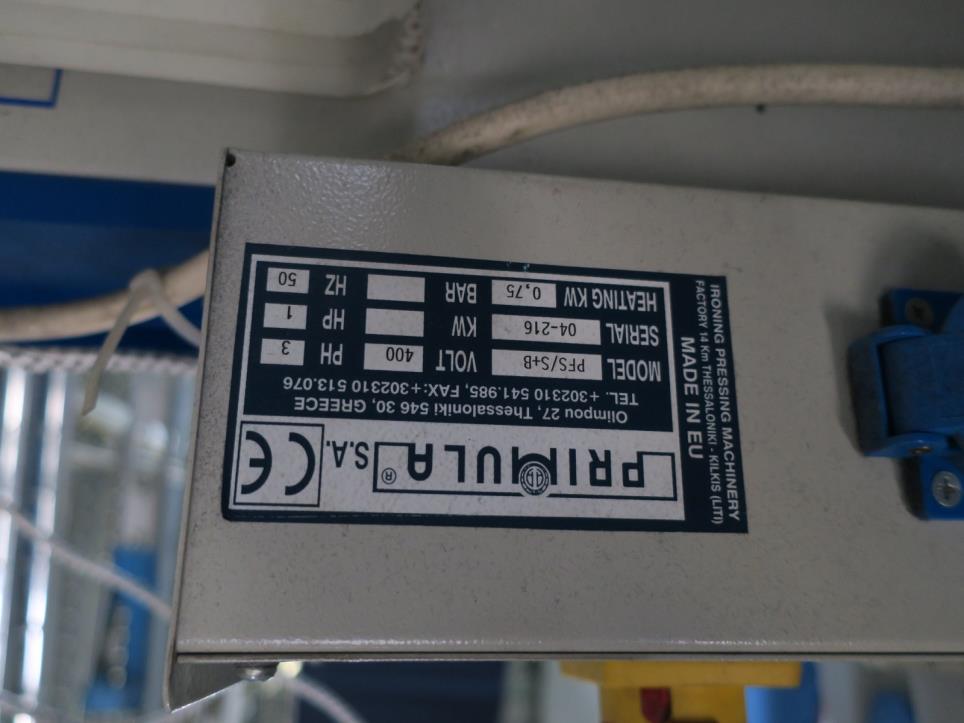 PRIMULA® S.A. CE
Olimpou 27, Thessaloniki 546 30, GREECE
TEL. +302310 541.985, FAX:+302310 513.076
MODEL PFS/S+B VOLT 400 PH 3
SERIAL 04-216 KW HP 1
HEATING KW 0,75 BAR HZ 50
MADE IN EU
FACTORY 14 Km THESSALONIKI - KILKIS (LITI)
IRONING PRESSING MACHINERY